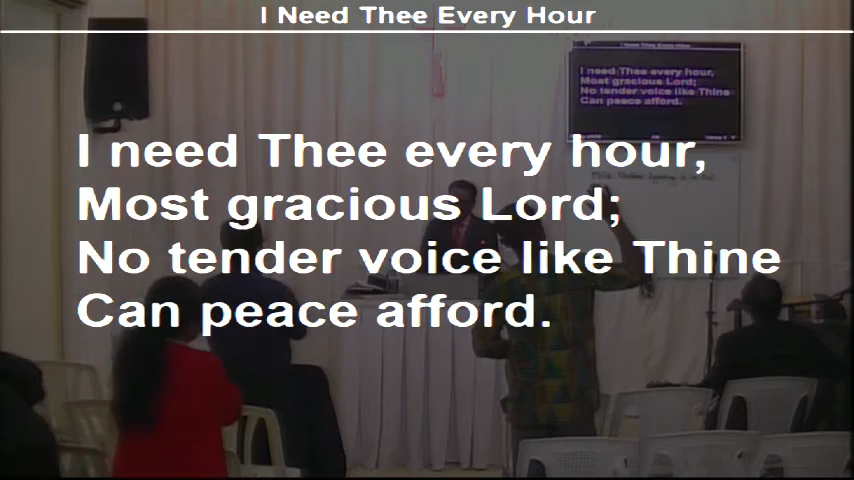 I Need Thee Every Hour
I need Thee every hour,
Most gracious Lord;
No tender voice like Thine
Can peace afford.
I need Thee every hour,
Most gracious Lord;
No tender voice like Thine
Can peace afford.